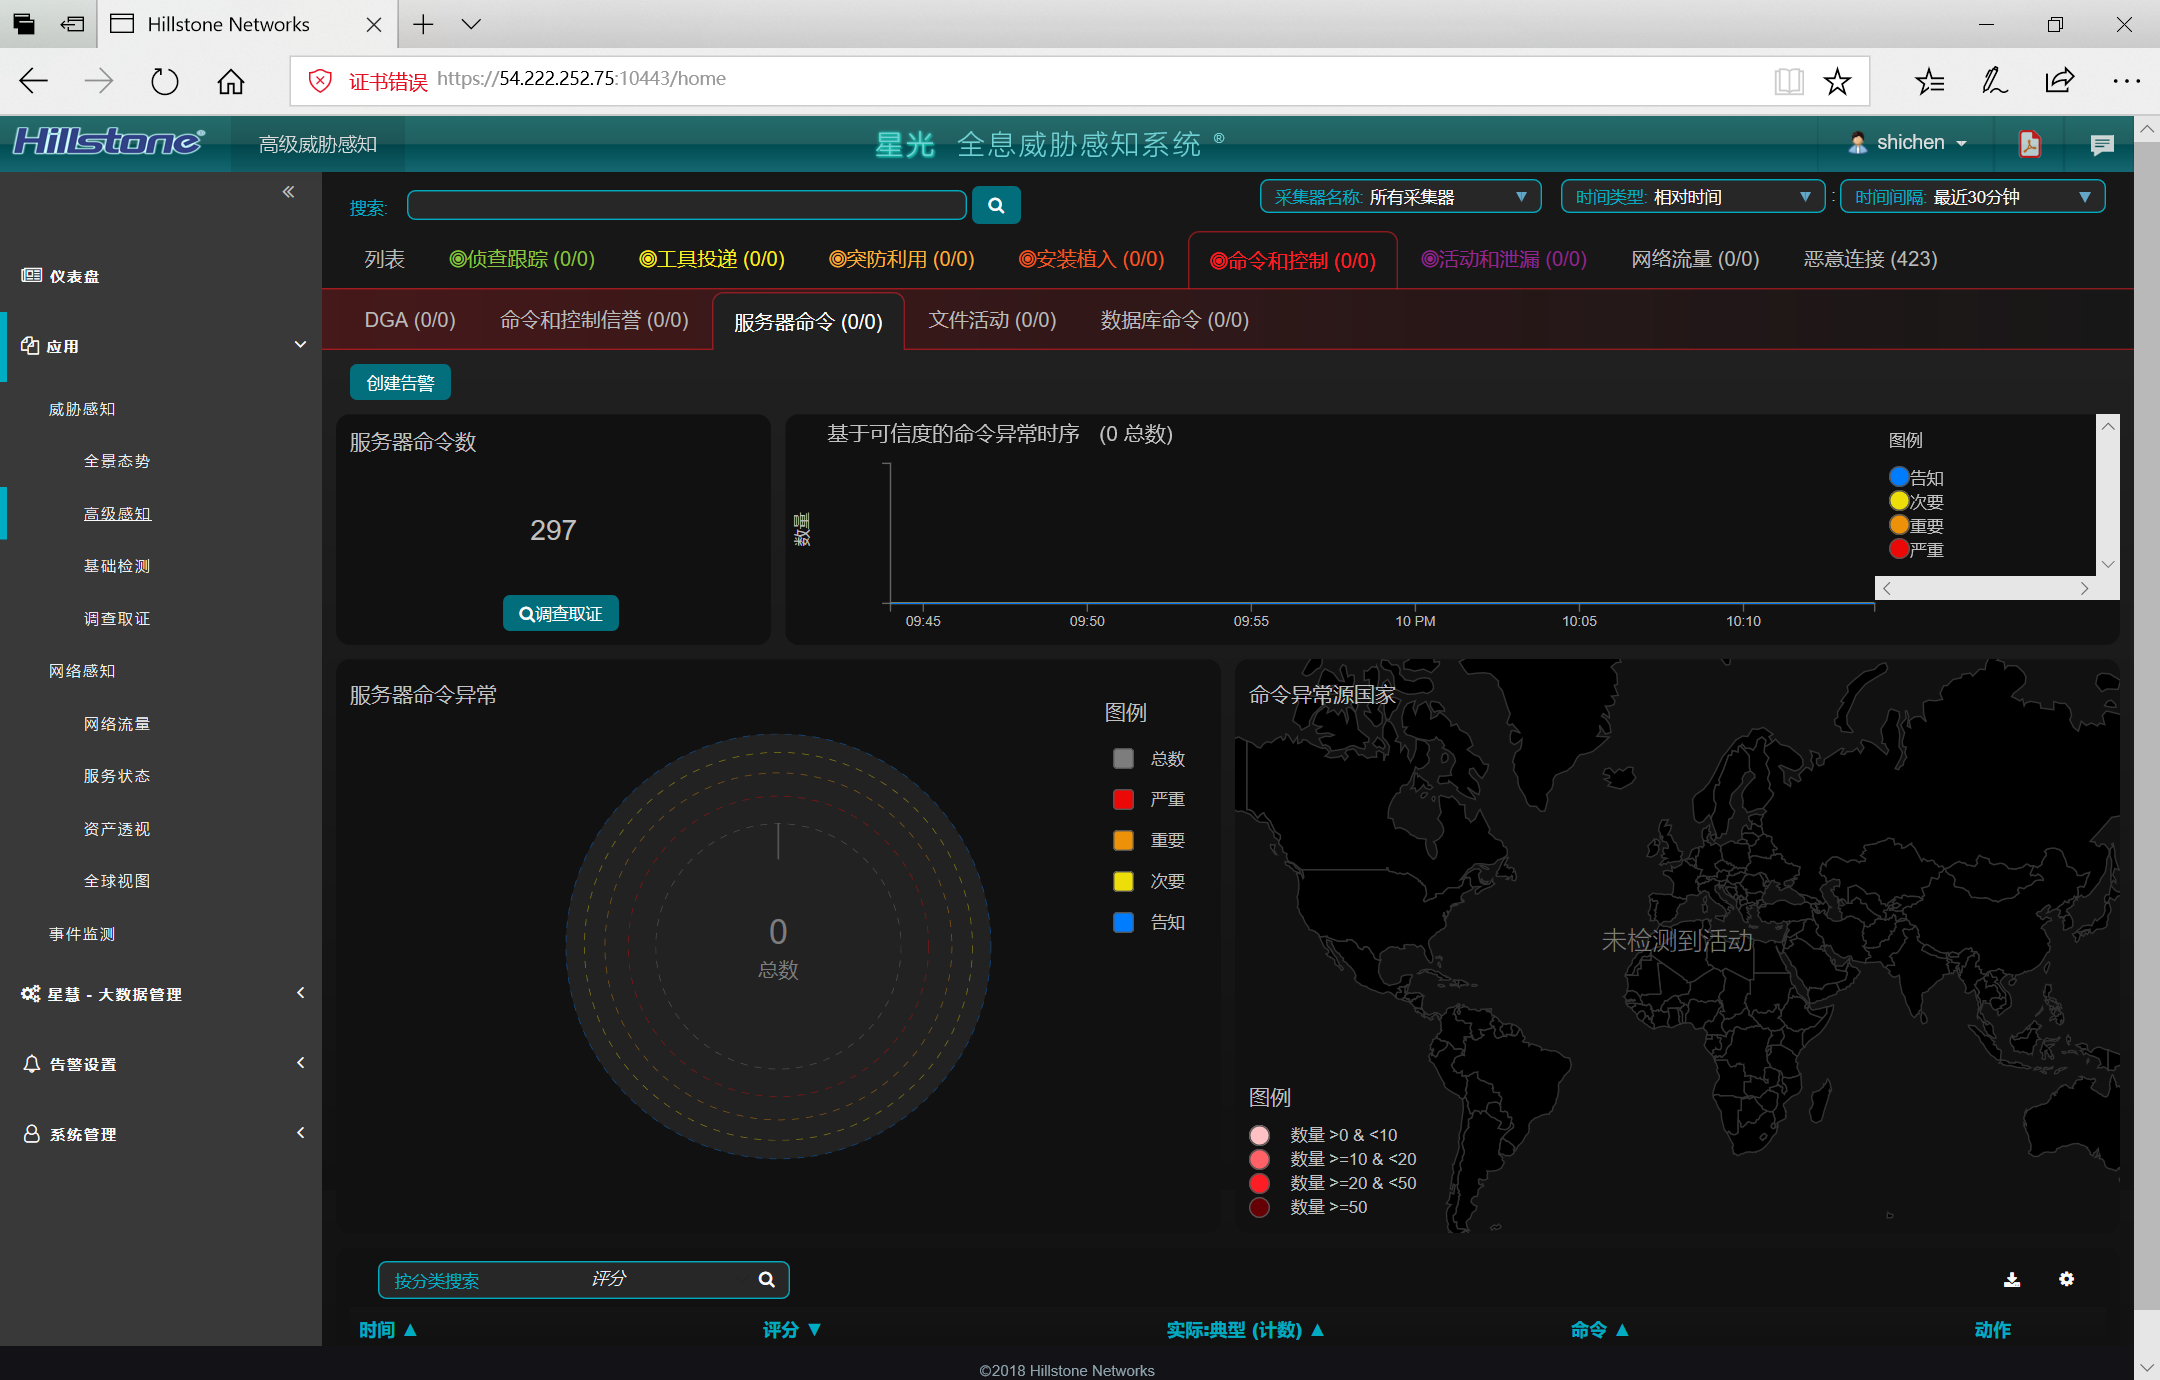 Hillstone Networks
证书错误 https://54.222.252.75:10443/home
Hillstone® 高级威胁感知 星光 全息威胁感知系统 ® shichen
搜索: 采集器名称: 所有采集器 时间类型: 相对时间 : 时间间隔: 最近30分钟
列表 侦查跟踪 (0/0) 工具投递 (0/0) 突防利用 (0/0) 安装植入 (0/0) 命令和控制 (0/0) 活动和泄漏 (0/0) 网络流量 (0/0) 恶意连接 (423)
DGA (0/0) 命令和控制信誉 (0/0) 服务器命令 (0/0) 文件活动 (0/0) 数据库命令 (0/0)
仪表盘
应用
威胁感知
全景态势
高级感知
基础检测
调查取证
网络感知
网络流量
服务状态
资产透视
全球视图
事件监测
星慧 - 大数据管理
告警设置
系统管理
创建告警
服务器命令数
297
调查取证
基于可信度的命令异常时序 (0 总数)
数量
09:45 09:50 09:55 10 PM 10:05 10:10
图例
告知
次要
重要
严重
服务器命令异常
0
总数
图例
总数
严重
重要
次要
告知
命令异常源国家
未检测到活动
图例
数量 >0 & <10
数量 >=10 & <20
数量 >=20 & <50
数量 >=50
按分类搜索 评分
时间 ▲ 评分 ▼ 实际:典型 (计数) ▲ 命令 ▲ 动作
©2018 Hillstone Networks